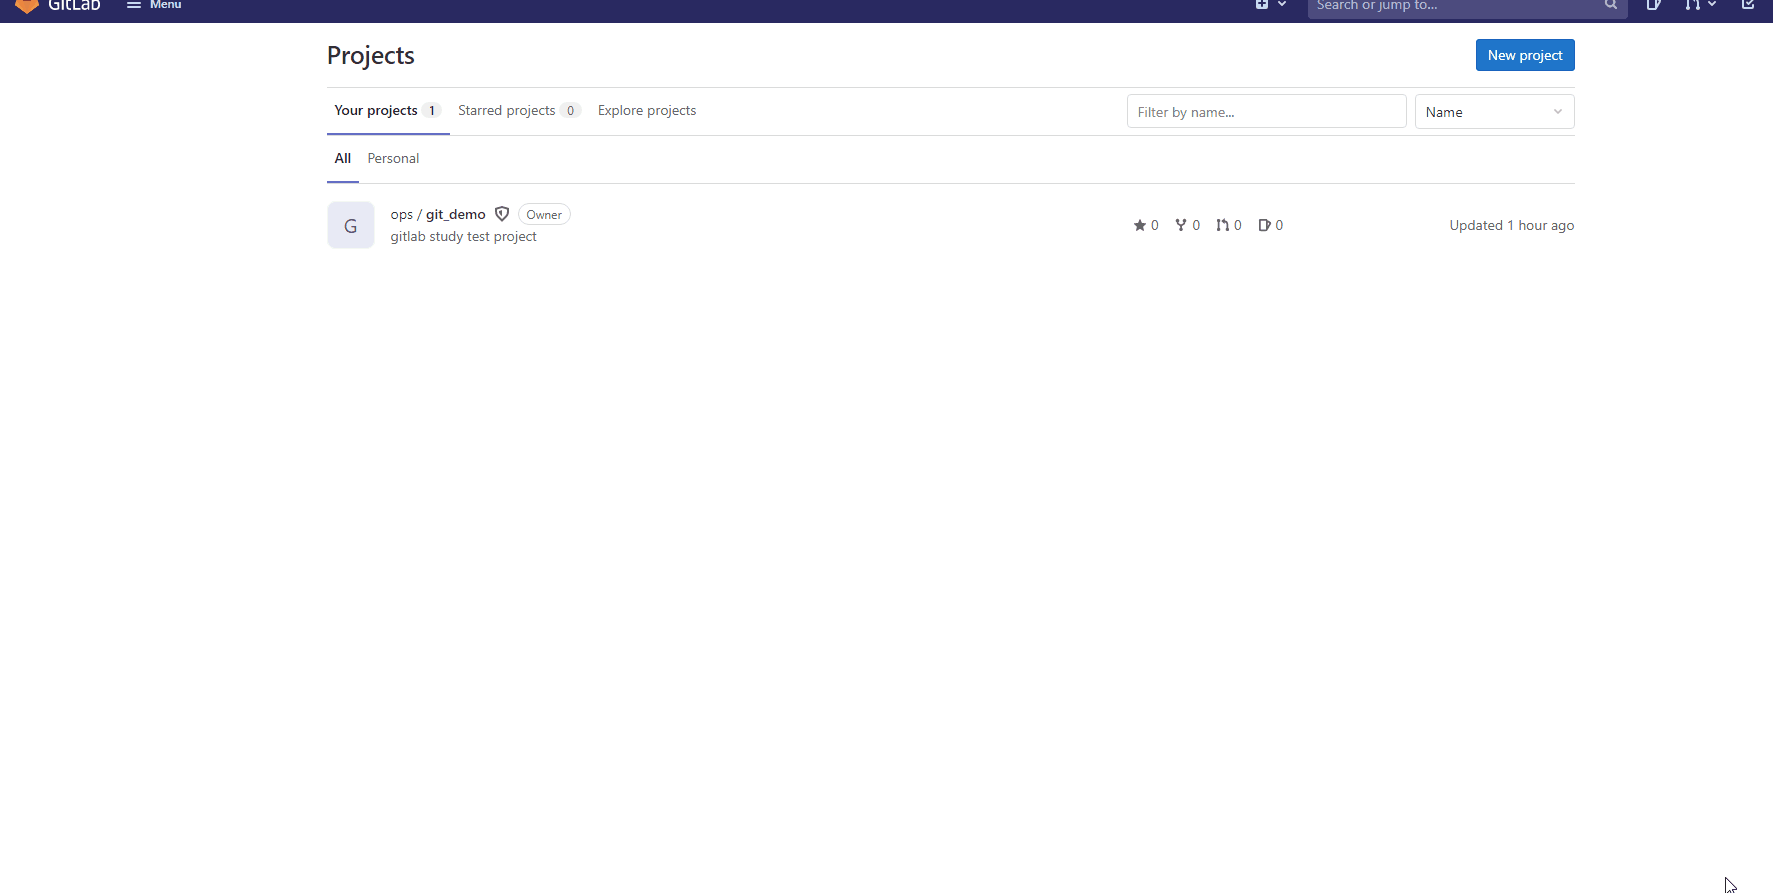 GitLab Menu Search or jump to...
Projects New project
Your projects 1 Starred projects 0 Explore projects Filter by name... Name
All Personal
G ops / git_demo Owner 0 0 0 0 Updated 1 hour ago
gitlab study test project